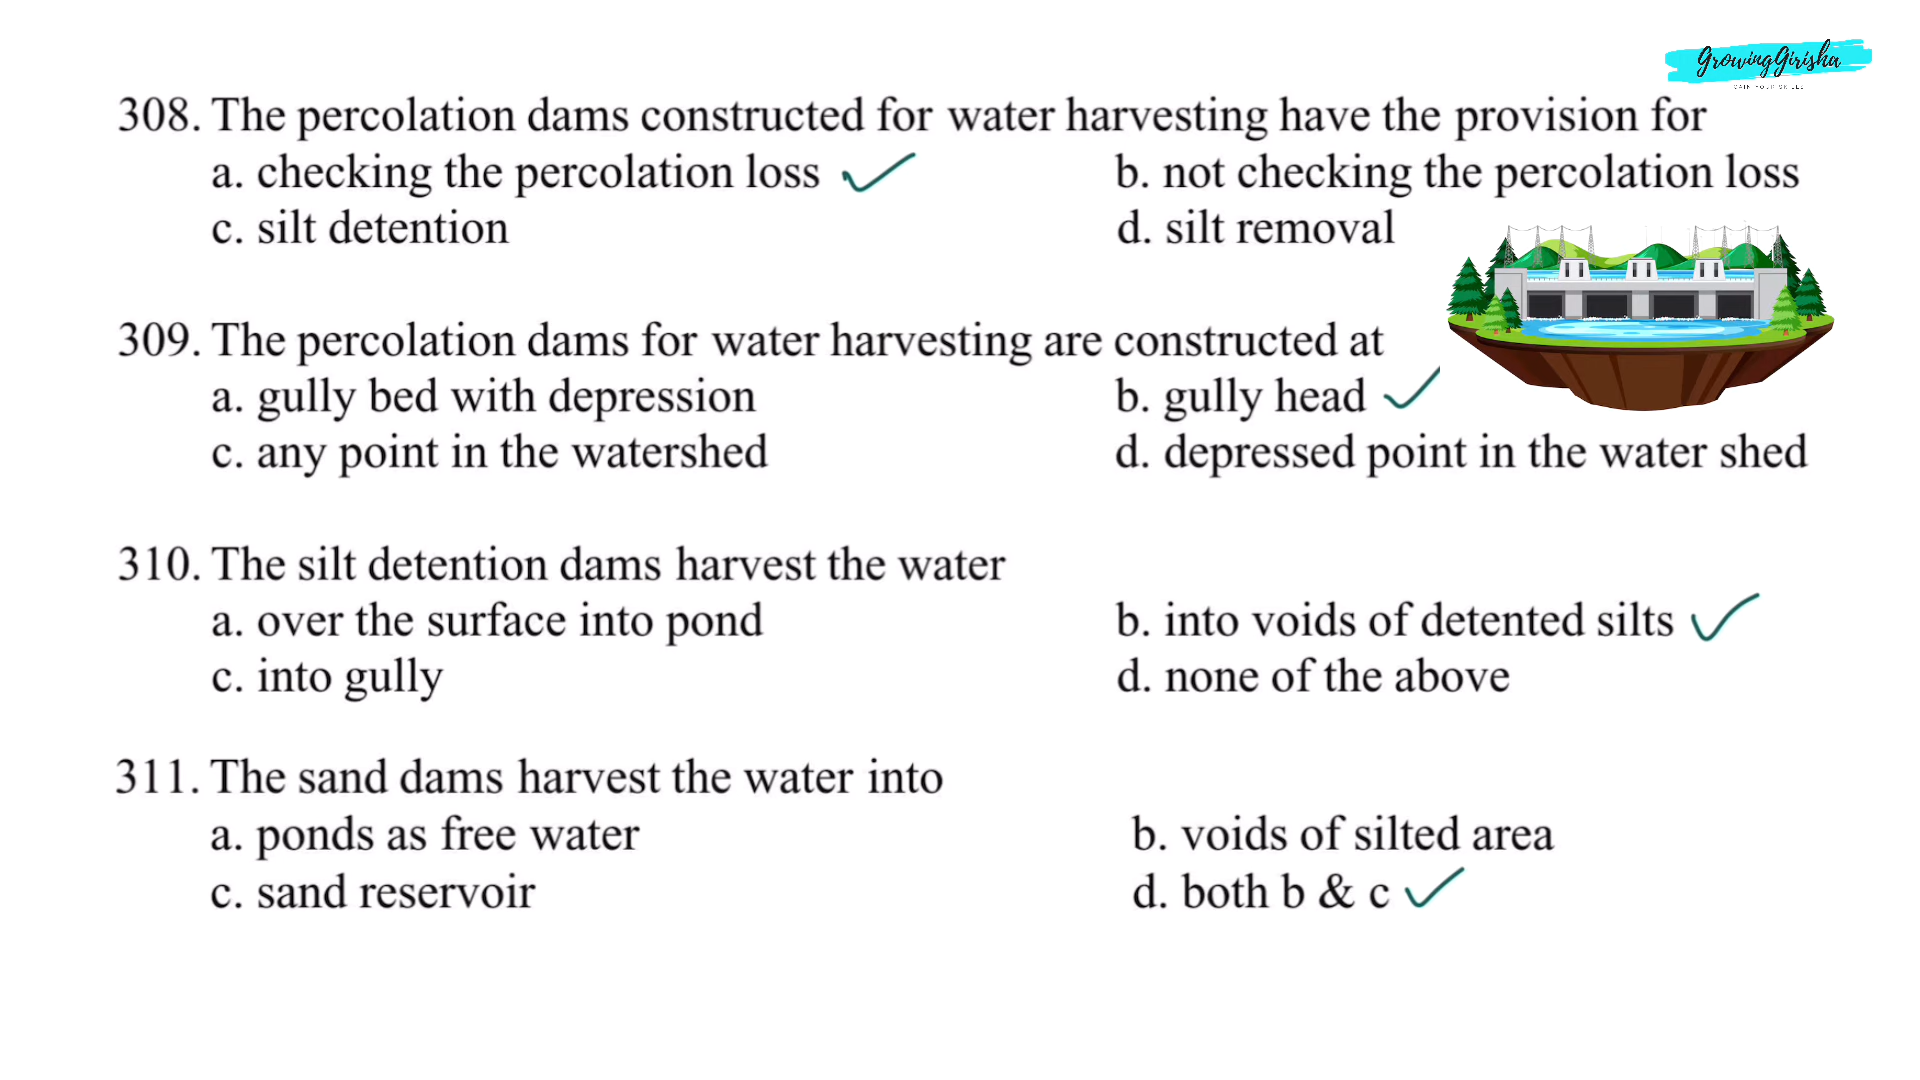 GrowingGirisha
GAIN YOUR SKILLS
308. The percolation dams constructed for water harvesting have the provision for
a. checking the percolation loss b. not checking the percolation loss
c. silt detention d. silt removal
309. The percolation dams for water harvesting are constructed at
a. gully bed with depression b. gully head
c. any point in the watershed d. depressed point in the water shed
310. The silt detention dams harvest the water
a. over the surface into pond b. into voids of detented silts
c. into gully d. none of the above
311. The sand dams harvest the water into
a. ponds as free water b. voids of silted area
c. sand reservoir d. both b & c